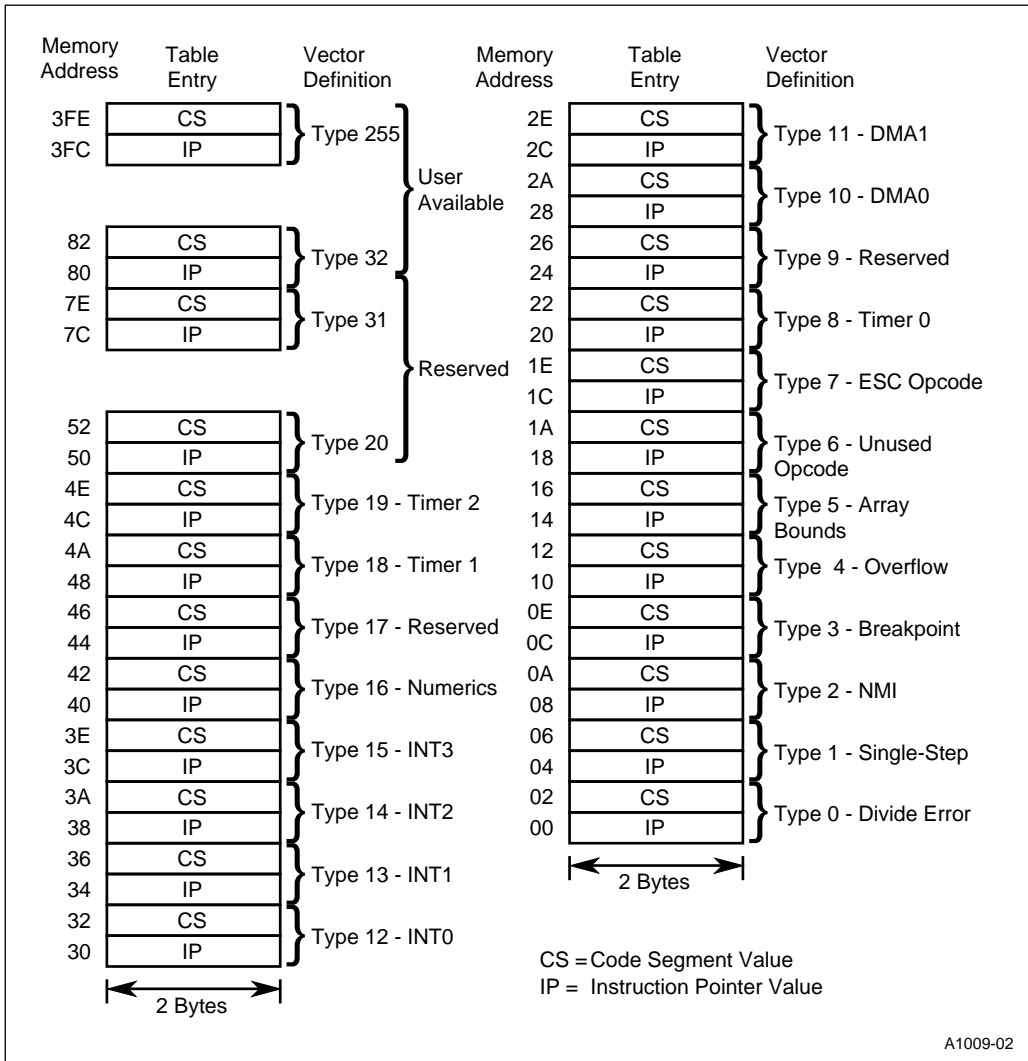 Memory Address Table Entry Vector Definition
3FE CS
3FC IP
Type 255
User Available
82 CS
80 IP
Type 32
7E CS
7C IP
Type 31
Reserved
52 CS
50 IP
Type 20
4E CS
4C IP
Type 19 - Timer 2
4A CS
48 IP
Type 18 - Timer 1
46 CS
44 IP
Type 17 - Reserved
42 CS
40 IP
Type 16 - Numerics
3E CS
3C IP
Type 15 - INT3
3A CS
38 IP
Type 14 - INT2
36 CS
34 IP
Type 13 - INT1
32 CS
30 IP
Type 12 - INT0
2 Bytes
Memory Address Table Entry Vector Definition
2E CS
2C IP
Type 11 - DMA1
2A CS
28 IP
Type 10 - DMA0
26 CS
24 IP
Type 9 - Reserved
22 CS
20 IP
Type 8 - Timer 0
1E CS
1C IP
Type 7 - ESC Opcode
1A CS
18 IP
Type 6 - Unused
Opcode
16 CS
14 IP
Type 5 - Array
Bounds
12 CS
10 IP
Type 4 - Overflow
0E CS
0C IP
Type 3 - Breakpoint
0A CS
08 IP
Type 2 - NMI
06 CS
04 IP
Type 1 - Single-Step
02 CS
00 IP
Type 0 - Divide Error
2 Bytes
CS = Code Segment Value
IP = Instruction Pointer Value
A1009-02